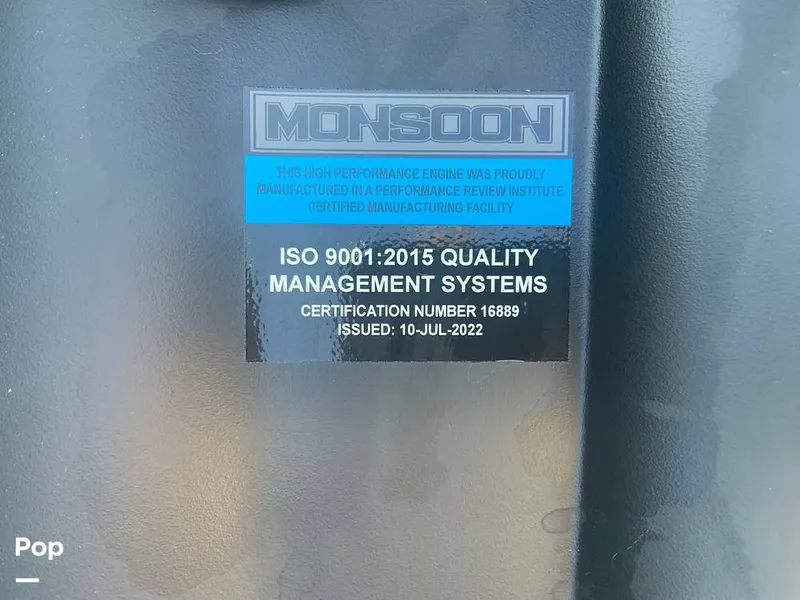 MONSOON
THIS HIGH PERFORMANCE ENGINE WAS PROUDLY
MANUFACTURED IN A PERFORMANCE REVIEW INSTITUTE
CERTIFIED MANUFACTURING FACILITY
ISO 9001:2015 QUALITY
MANAGEMENT SYSTEMS
CERTIFICATION NUMBER 16889
ISSUED: 10-JUL-2022
Pop